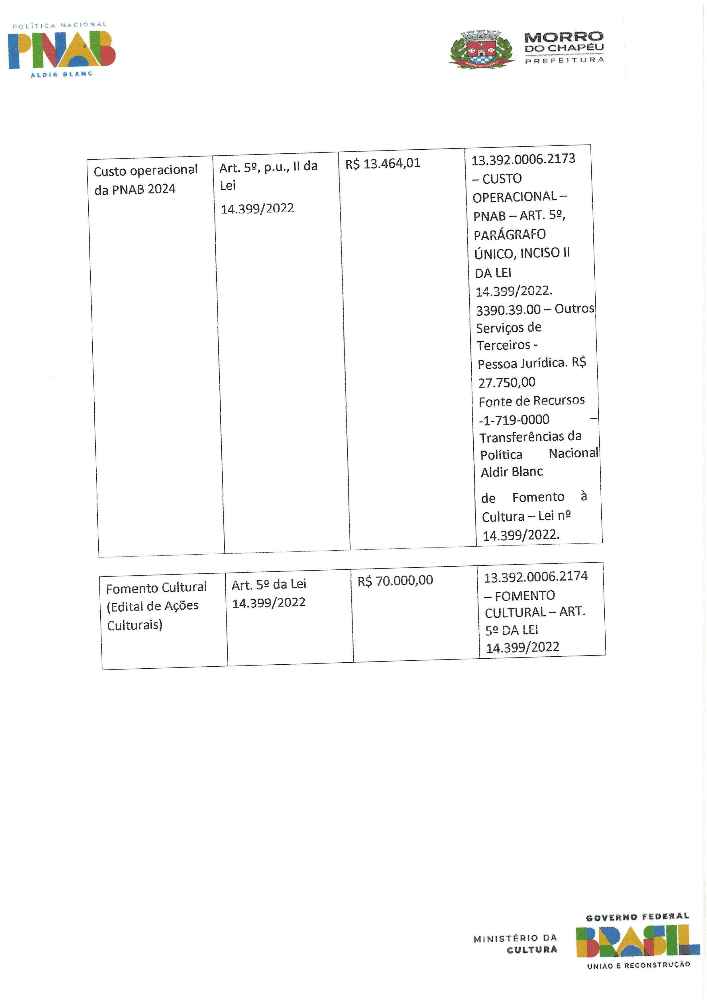 POLÍTICA NACIONAL
PNAB
ALDIR BLANC
MORRO DO CHAPÉU
MORRO
DO CHAPÉU
PREFEITURA
Custo operacional
da PNAB 2024
Art. 5º, p.u., II da
Lei
14.399/2022
R$ 13.464,01
13.392.0006.2173
– CUSTO
OPERACIONAL –
PNAB – ART. 5º,
PARÁGRAFO
ÚNICO, INCISO II
DA LEI
14.399/2022.
3390.39.00 – Outros
Serviços de
Terceiros -
Pessoa Jurídica. R$
27.750,00
Fonte de Recursos
-1-719-0000 –
Transferências da
Política Nacional
Aldir Blanc
de Fomento à
Cultura – Lei nº
14.399/2022.
Fomento Cultural
(Edital de Ações
Culturais)
Art. 5º da Lei
14.399/2022
R$ 70.000,00
13.392.0006.2174
– FOMENTO
CULTURAL – ART.
5º DA LEI
14.399/2022
MINISTÉRIO DA
CULTURA
GOVERNO FEDERAL
BRASIL
UNIÃO E RECONSTRUÇÃO